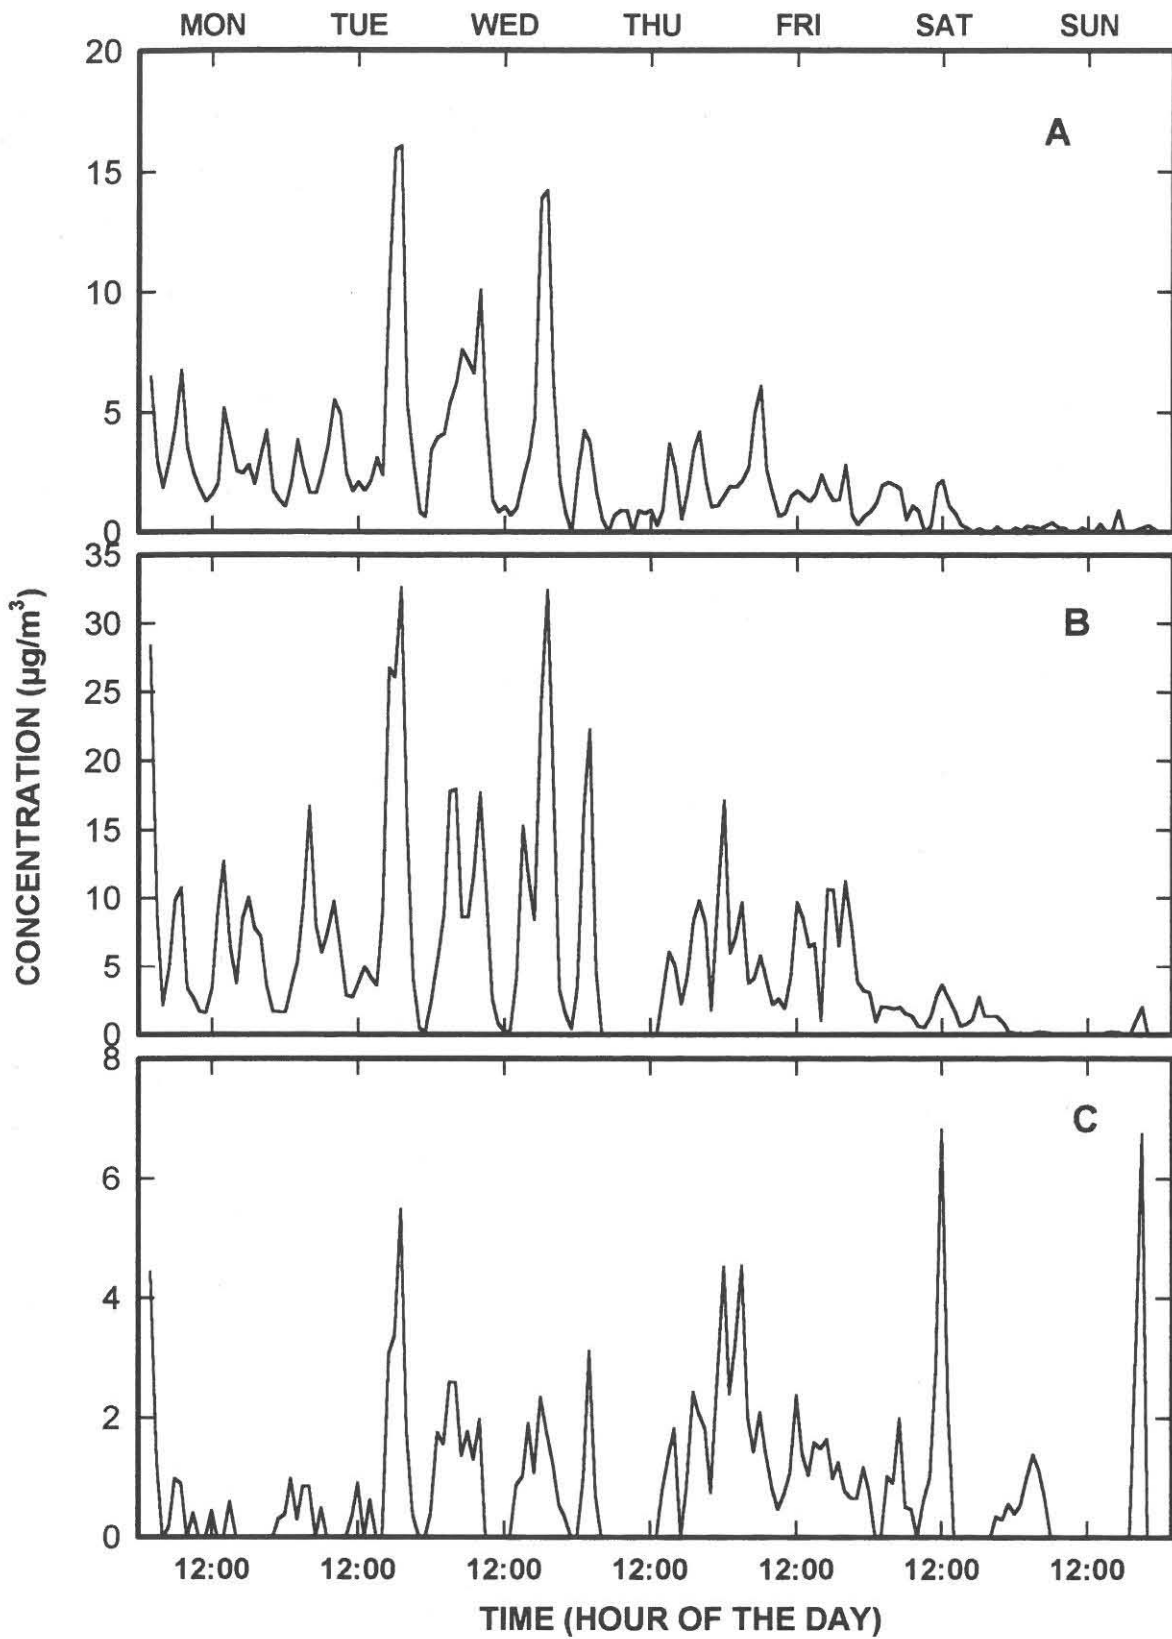 MON TUE WED THU FRI SAT SUN
20
A
15
10
5
0
35
B
30
25
20
15
10
5
0
8
C
6
4
2
0
CONCENTRATION (µg/m³)
12:00 12:00 12:00 12:00 12:00 12:00 12:00
TIME (HOUR OF THE DAY)